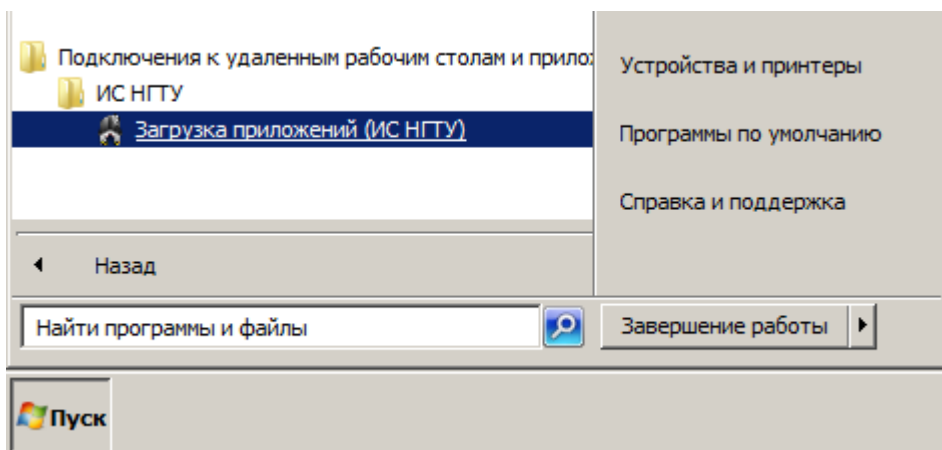 Подключения к удаленным рабочим столам и прило
ИС НГТУ
Загрузка приложений (ИС НГТУ)
Назад
Найти программы и файлы
Устройства и принтеры
Программы по умолчанию
Справка и поддержка
Завершение работы
Пуск